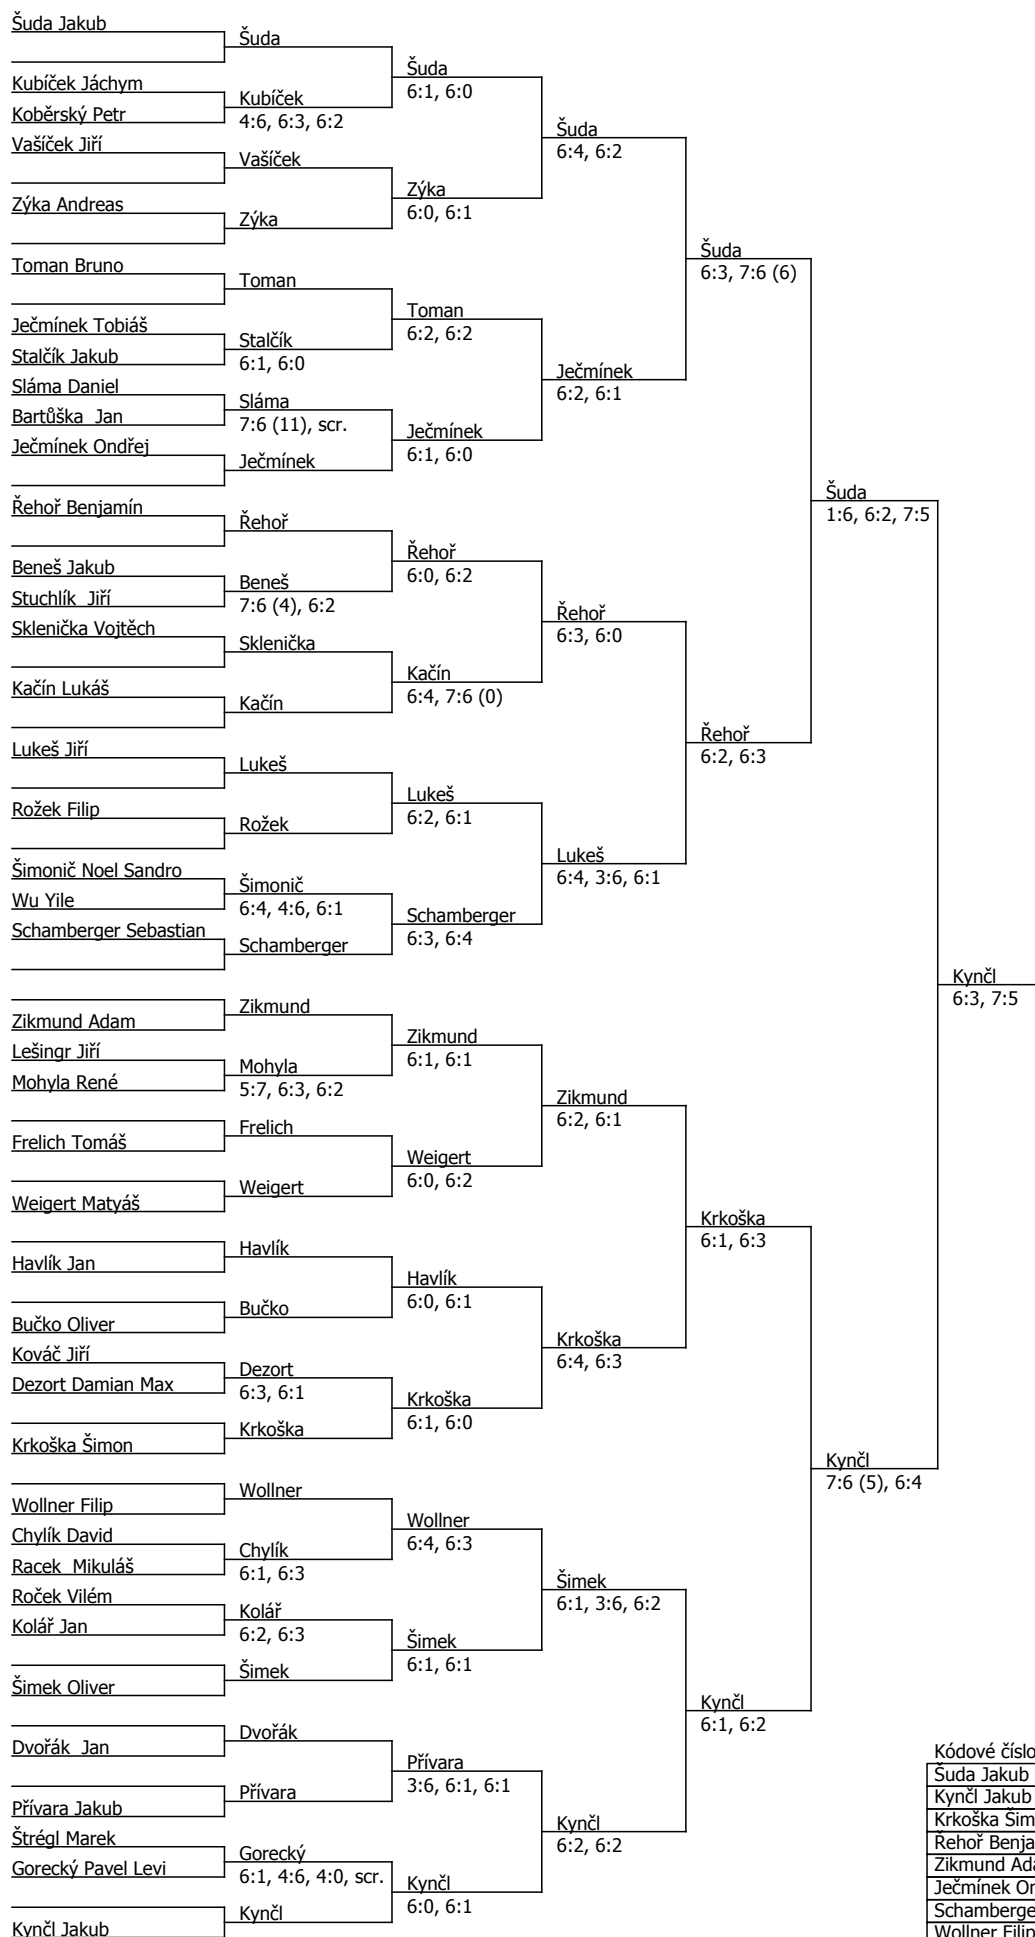 Šuda Jakub
Kubíček Jáchym
Koběrský Petr
Vašíček Jiří
Zýka Andreas
Toman Bruno
Ječmínek Tobiáš
Stalčík Jakub
Sláma Daniel
Bartůška  Jan
Ječmínek Ondřej
Řehoř Benjamín
Beneš Jakub
Stuchlík  Jiří
Sklenička Vojtěch
Kačín Lukáš
Lukeš Jiří
Rožek Filip
Šimonič Noel Sandro
Wu Yile
Schamberger Sebastian
Zikmund Adam
Lešingr Jiří
Mohyla René
Frelich Tomáš
Weigert Matyáš
Havlík Jan
Bučko Oliver
Kováč Jiří
Dezort Damian Max
Krkoška Šimon
Wollner Filip
Chylík David
Racek  Mikuláš
Roček Vilém
Kolář Jan
Šimek Oliver
Dvořák  Jan
Přívara Jakub
Štrégl Marek
Gorecký Pavel Levi
Kynčl Jakub
Šuda
Kubíček
4:6, 6:3, 6:2
Vašíček
Zýka
Toman
Stalčík
6:1, 6:0
Sláma
7:6 (11), scr.
Ječmínek
Řehoř
Beneš
7:6 (4), 6:2
Sklenička
Kačín
Lukeš
Rožek
Šimonič
6:4, 4:6, 6:1
Schamberger
Zikmund
Mohyla
5:7, 6:3, 6:2
Frelich
Weigert
Havlík
Bučko
Dezort
6:3, 6:1
Krkoška
Wollner
Chylík
6:1, 6:3
Kolář
6:2, 6:3
Šimek
Dvořák
Přívara
Gorecký
6:1, 4:6, 4:0, scr.
Kynčl
Šuda
6:1, 6:0
Zýka
6:0, 6:1
Toman
6:2, 6:2
Ječmínek
6:1, 6:0
Řehoř
6:0, 6:2
Kačín
6:4, 7:6 (0)
Lukeš
6:2, 6:1
Schamberger
6:3, 6:4
Zikmund
6:1, 6:1
Weigert
6:0, 6:2
Havlík
6:0, 6:1
Krkoška
6:1, 6:0
Wollner
6:4, 6:3
Šimek
6:1, 6:1
Přívara
3:6, 6:1, 6:1
Kynčl
6:0, 6:1
Šuda
6:4, 6:2
Ječmínek
6:2, 6:1
Řehoř
6:3, 6:0
Lukeš
6:4, 3:6, 6:1
Zikmund
6:2, 6:1
Krkoška
6:4, 6:3
Šimek
6:1, 3:6, 6:2
Kynčl
6:2, 6:2
Šuda
6:3, 7:6 (6)
Řehoř
6:2, 6:3
Krkoška
6:1, 6:3
Kynčl
6:1, 6:2
Šuda
1:6, 6:2, 7:5
Kynčl
7:6 (5), 6:4
Kynčl
6:3, 7:5
Kódové číslo
Šuda Jakub
Kynčl Jakub
Krkoška Šim
Řehoř Benja
Zikmund Ada
Ječmínek On
Schamberge
Wollner Filip